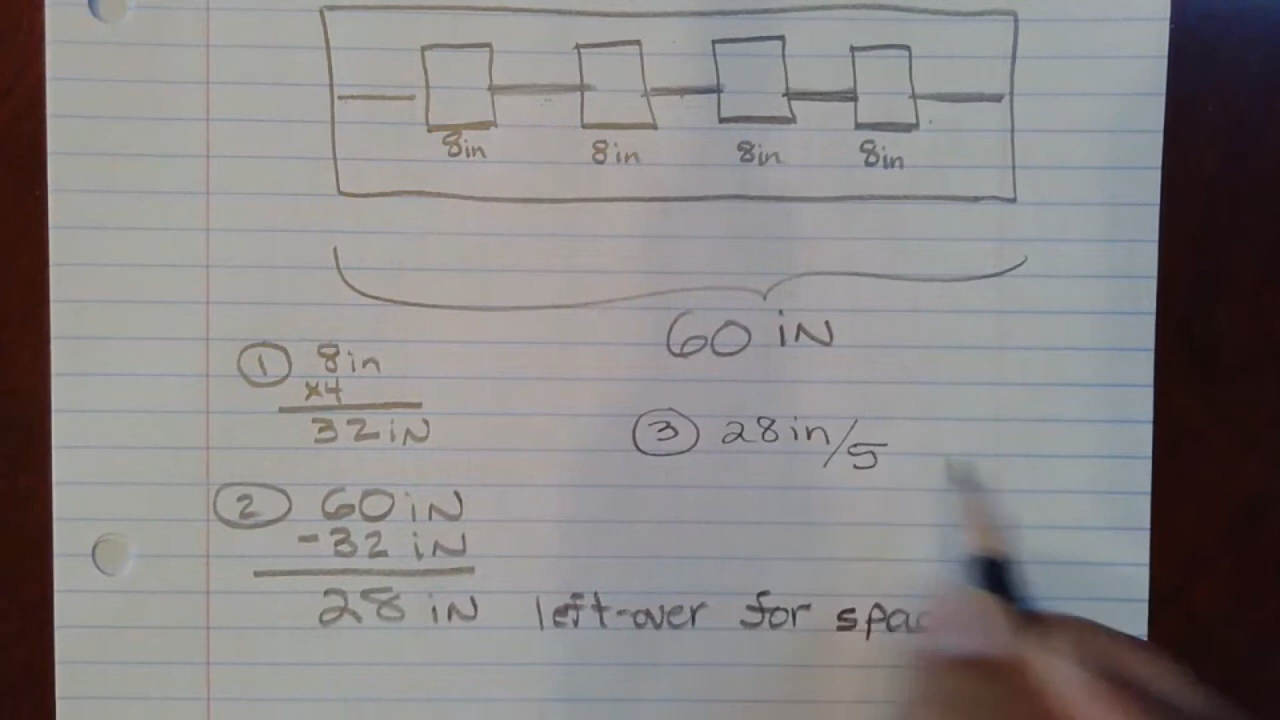 8in 8in 8in 8in
60 iN
① 8in
x4
32iN
③ 28in/5
② 60iN
-32 iN
28 iN left-over for